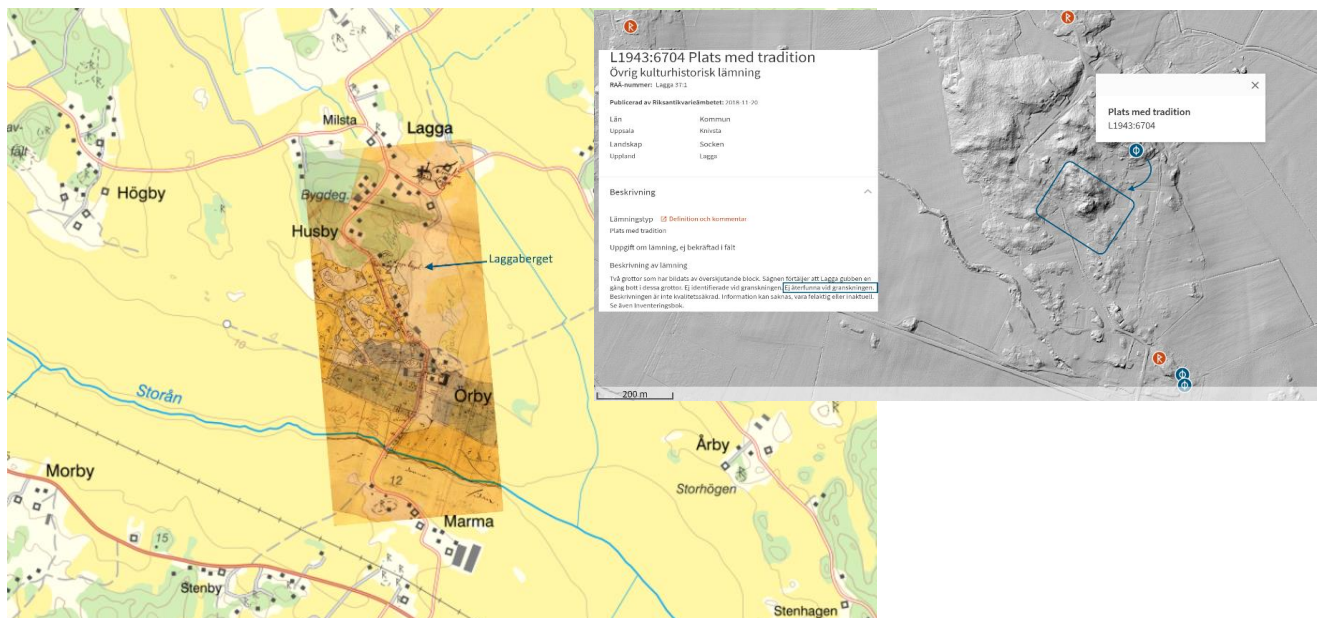 Milsta
Lagga
Högby
Bygdeg.
Husby
Laggaberget
10
Storån
Örby
Årby
Storhögen
Morby
12
Marma
15
Stenby
Stenhagen
L1943:6704 Plats med tradition
Övrig kulturhistorisk lämning
RAÄ-nummer: Lagga 37:1
Publicerad av Riksantikvarieämbetet: 2018-11-20
Län Kommun
Uppsala Knivsta
Landskap Socken
Uppland Lagga
Beskrivning
Lämningstyp Definition och kommentar
Plats med tradition
Uppgift om lämning, ej bekräftad i fält
Beskrivning av lämning
Två grottor som har bildats av överskjutande block. Sägnen förtäljer att Lagga gubben en
gång bott i dessa grottor. Ej identifierade vid granskningen. Ej återfunna vid granskningen.
Beskrivningen är inte kvalitetssäkrad. Information kan saknas, vara felaktig eller inaktuell.
Se även Inventeringsbok.
Plats med tradition
L1943:6704
200 m